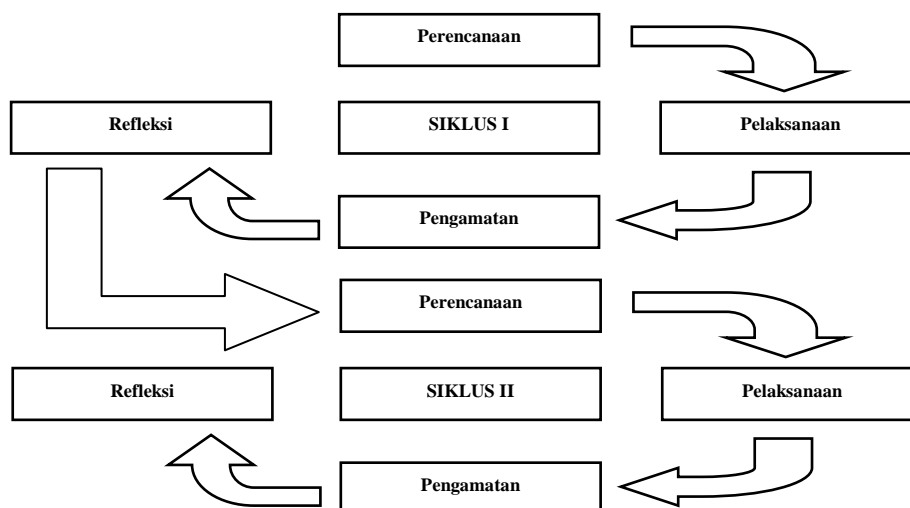 Perencanaan
Refleksi
SIKLUS I
Pelaksanaan
Pengamatan
Perencanaan
Refleksi
SIKLUS II
Pelaksanaan
Pengamatan